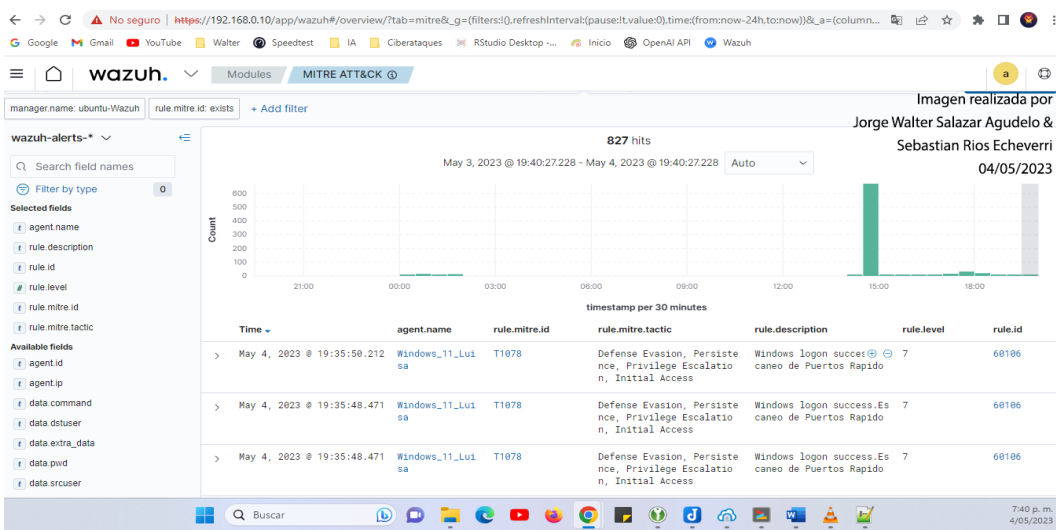 No seguro | https://192.168.0.10/app/wazuh#/overview/?tab=mitre&_g=(filters:!(),refreshInterval:(pause:!t,value:0),time:(from:now-24h,to:now))&_a=(column...
Google Gmail YouTube Walter Speedtest IA Ciberataques RStudio Desktop -... Inicio OpenAI API Wazuh
wazuh. Modules MITRE ATT&CK a
manager.name: ubuntu-Wazuh rule.mitre.id: exists + Add filter
Imagen realizada por
Jorge Walter Salazar Agudelo &
Sebastian Rios Echeverri
04/05/2023
wazuh-alerts-*
Search field names
Filter by type 0
Selected fields
t agent.name
t rule.description
t rule.id
# rule.level
t rule.mitre.id
t rule.mitre.tactic
Available fields
t agent.id
t agent.ip
t data.command
t data.dstuser
t data.extra_data
t data.pwd
t data.srcuser
827 hits
May 3, 2023 @ 19:40:27.228 - May 4, 2023 @ 19:40:27.228 Auto
Count
600
500
400
300
200
100
0
21:00 00:00 03:00 06:00 09:00 12:00 15:00 18:00
timestamp per 30 minutes
Time agent.name rule.mitre.id rule.mitre.tactic rule.description rule.level rule.id
May 4, 2023 @ 19:35:50.212 Windows_11_Lui T1078 Defense Evasion, Persiste Windows logon succes 7 60106
sa nce, Privilege Escalatio caneo de Puertos Rapido
n, Initial Access
May 4, 2023 @ 19:35:48.471 Windows_11_Lui T1078 Defense Evasion, Persiste Windows logon success.Es 7 60106
sa nce, Privilege Escalatio caneo de Puertos Rapido
n, Initial Access
May 4, 2023 @ 19:35:48.471 Windows_11_Lui T1078 Defense Evasion, Persiste Windows logon success.Es 7 60106
sa nce, Privilege Escalatio caneo de Puertos Rapido
n, Initial Access
Buscar
7:40 p. m.
4/05/2023